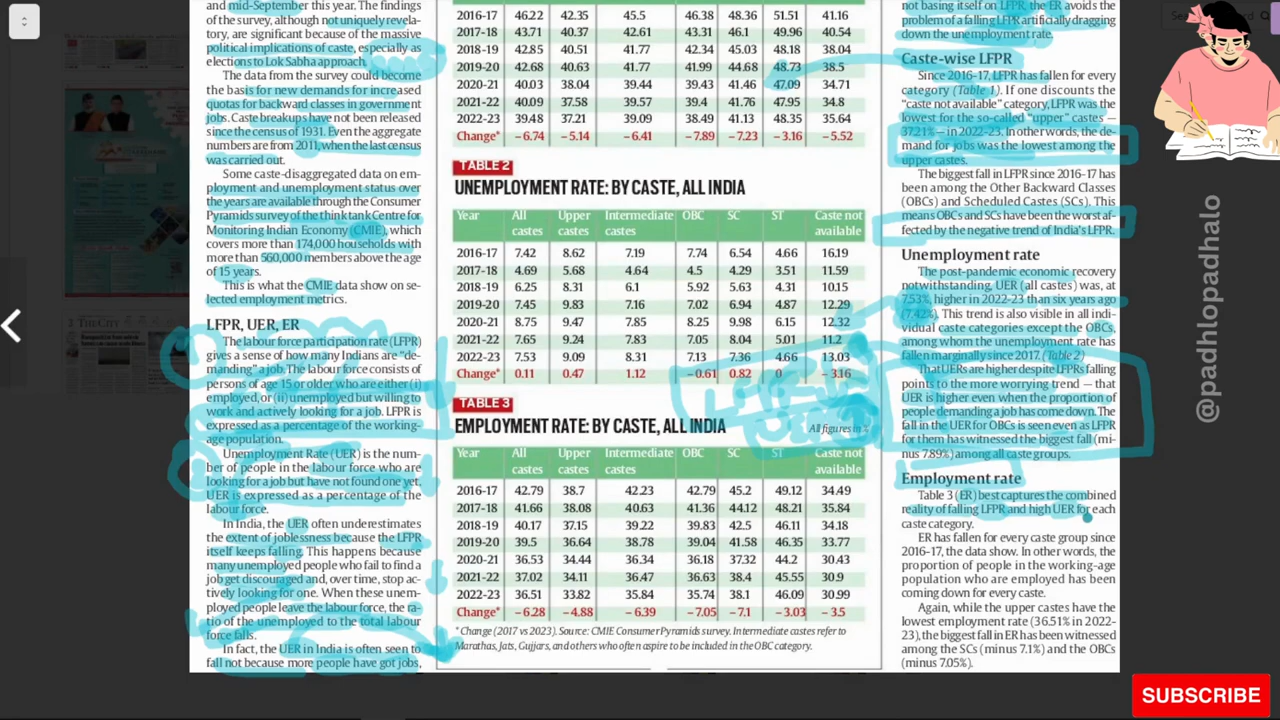 and mid-September this year. The findings
of the survey, although not uniquely revela-
tory, are significant because of the massive
political implications of caste, especially as
elections to Lok Sabha approach.
The data from the survey could become
the basis for new demands for increased
quotas for backward classes in government
jobs. Caste breakups have not been released
since the census of 1931. Even the aggregate
numbers are from 2011, when the last census
was carried out.
Some caste-disaggregated data on em-
ployment and unemployment status over
the years are available through the Consumer
Pyramids survey of the think tank Centre for
Monitoring Indian Economy (CMIE), which
covers more than 174,000 households with
more than 560,000 members above the age
of 15 years.
This is what the CMIE data show on se-
lected employment metrics.
LFPR, UER, ER
The labour force participation rate (LFPR)
gives a sense of how many Indians are “de-
manding” a job. The labour force consists of
persons of age 15 or older who are either (i)
employed, or (ii) unemployed but willing to
work and actively looking for a job. LFPR is
expressed as a percentage of the working-
age population.
Unemployment Rate (UER) is the num-
ber of people in the labour force who are
looking for a job but have not found one yet.
UER is expressed as a percentage of the
labour force.
In India, the UER often underestimates
the extent of joblessness because the LFPR
itself keeps falling. This happens because
many unemployed people who fail to find a
job get discouraged and, over time, stop ac-
tively looking for one. When these unem-
ployed people leave the labour force, the ra-
tio of the unemployed to the total labour
force falls.
In fact, the UER in India is often seen to
fall not because more people have got jobs,
2016-17 46.22 42.35 45.5 46.38 48.36 51.51 41.16
2017-18 43.71 40.37 42.61 43.31 46.1 49.96 40.54
2018-19 42.85 40.51 41.77 42.34 45.03 48.18 38.04
2019-20 42.68 40.63 41.77 41.99 44.68 48.73 38.5
2020-21 40.03 38.04 39.44 39.43 41.46 47.09 34.71
2021-22 40.09 37.58 39.57 39.4 41.76 47.95 34.8
2022-23 39.48 37.21 39.09 38.49 41.13 48.35 35.64
Change* – 6.74 – 5.14 – 6.41 –7.89 – 7.23 – 3.16 – 5.52
TABLE 2
UNEMPLOYMENT RATE: BY CASTE, ALL INDIA
Year All castes Upper castes Intermediate castes OBC SC ST Caste not available
2016-17 7.42 8.62 7.19 7.74 6.54 4.66 16.19
2017-18 4.69 5.68 4.64 4.5 4.29 3.51 11.59
2018-19 6.25 8.31 6.1 5.92 5.63 4.31 10.15
2019-20 7.45 9.83 7.16 7.02 6.94 4.87 12.29
2020-21 8.75 9.47 7.85 8.25 9.98 6.15 12.32
2021-22 7.65 9.24 7.83 7.05 8.04 5.01 11.2
2022-23 7.53 9.09 8.31 7.13 7.36 4.66 13.03
Change* 0.11 0.47 1.12 – 0.61 0.82 0 – 3.16
TABLE 3
EMPLOYMENT RATE: BY CASTE, ALL INDIA
All figures in %
Year All castes Upper castes Intermediate castes OBC SC ST Caste not available
2016-17 42.79 38.7 42.23 42.79 45.2 49.12 34.49
2017-18 41.66 38.08 40.63 41.36 44.12 48.21 35.84
2018-19 40.17 37.15 39.22 39.83 42.5 46.11 34.18
2019-20 39.5 36.64 38.78 39.04 41.58 46.35 33.77
2020-21 36.53 34.44 36.34 36.18 37.32 44.2 30.43
2021-22 37.02 34.11 36.47 36.63 38.4 45.55 30.9
2022-23 36.51 33.82 35.84 35.74 38.1 46.09 30.99
Change* – 6.28 – 4.88 – 6.39 – 7.05 – 7.1 – 3.03 – 3.5
* Change (2017 vs 2023). Source: CMIE Consumer Pyramids survey. Intermediate castes refer to
Marathas, Jats, Gujjars, and others who often aspire to be included in the OBC category.
not basing itself on LFPR, the ER avoids the
problem of a falling LFPR artificially dragging
down the unemployment rate.
Caste-wise LFPR
Since 2016-17, LFPR has fallen for every
category (Table 1). If one discounts the
“caste not available” category, LFPR was the
lowest for the so-called “upper” castes —
37.21% — in 2022-23. In other words, the de-
mand for jobs was the lowest among the
upper castes.
The biggest fall in LFPR since 2016-17 has
been among the Other Backward Classes
(OBCs) and Scheduled Castes (SCs). This
means OBCs and SCs have been the worst af-
fected by the negative trend of India’s LFPR.
Unemployment rate
The post-pandemic economic recovery
notwithstanding, UER (all castes) was, at
7.53%, higher in 2022-23 than six years ago
(7.42%). This trend is also visible in all indi-
vidual caste categories except the OBCs,
among whom the unemployment rate has
fallen marginally since 2017. (Table 2)
That UERs are higher despite LFPRs falling
points to the more worrying trend — that
UER is higher even when the proportion of
people demanding a job has come down. The
fall in the UER for OBCs is seen even as LFPR
for them has witnessed the biggest fall (mi-
nus 7.89%) among all caste groups.
Employment rate
Table 3 (ER) best captures the combined
reality of falling LFPR and high UER for each
caste category.
ER has fallen for every caste group since
2016-17, the data show. In other words, the
proportion of people in the working-age
population who are employed has been
coming down for every caste.
Again, while the upper castes have the
lowest employment rate (36.51% in 2022-
23), the biggest fall in ER has been witnessed
among the SCs (minus 7.1%) and the OBCs
(minus 7.05%).
@padhlopadhalo
SUBSCRIBE
3 THE CITY